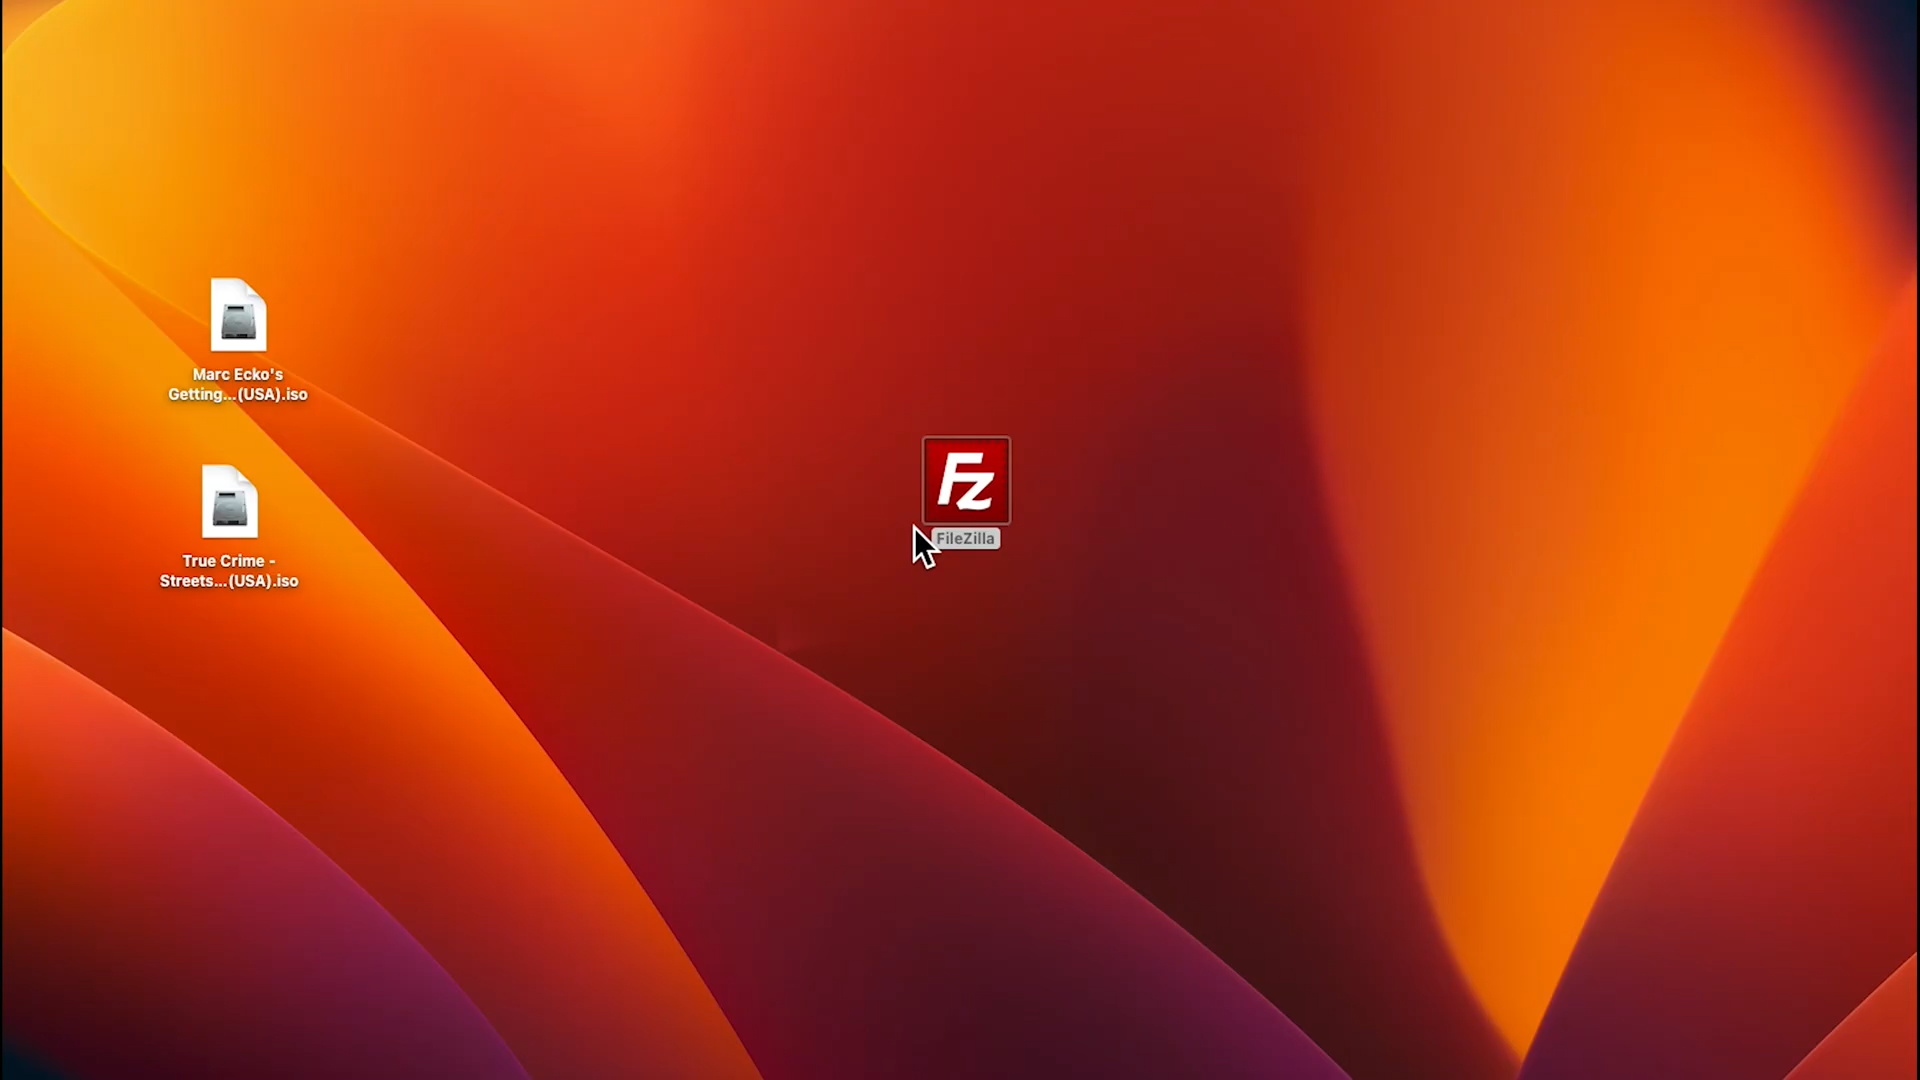 Marc Ecko's
Getting...(USA).iso
True Crime -
Streets...(USA).iso
Fz
FileZilla